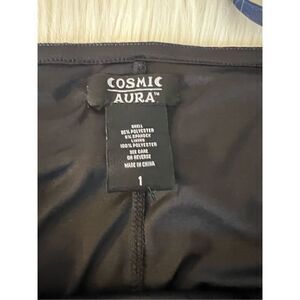 COSMIC
AURA™
SHELL
95% POLYESTER
5% SPANDEX
LINING
100% POLYESTER
SEE CARE
ON REVERSE
MADE IN CHINA
1